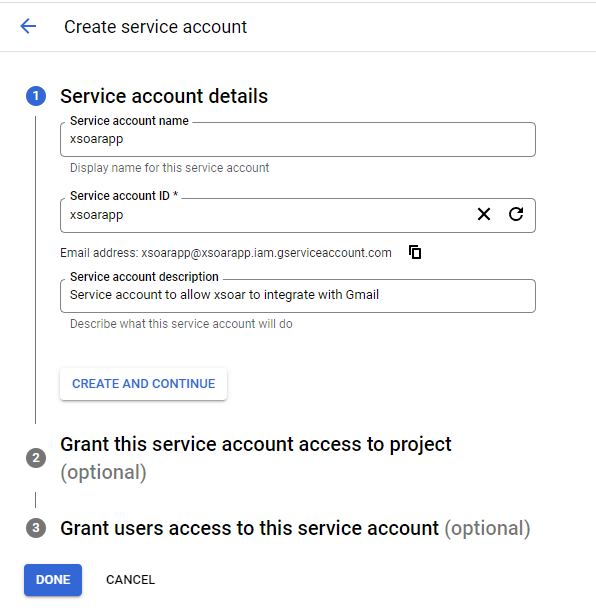 Create service account
1
Service account details
Service account name
xsoarapp
Display name for this service account
Service account ID *
xsoarapp
Email address: xsoarapp@xsoarapp.iam.gserviceaccount.com
Service account description
Service account to allow xsoar to integrate with Gmail
Describe what this service account will do
CREATE AND CONTINUE
2
Grant this service account access to project
(optional)
3
Grant users access to this service account (optional)
DONE CANCEL